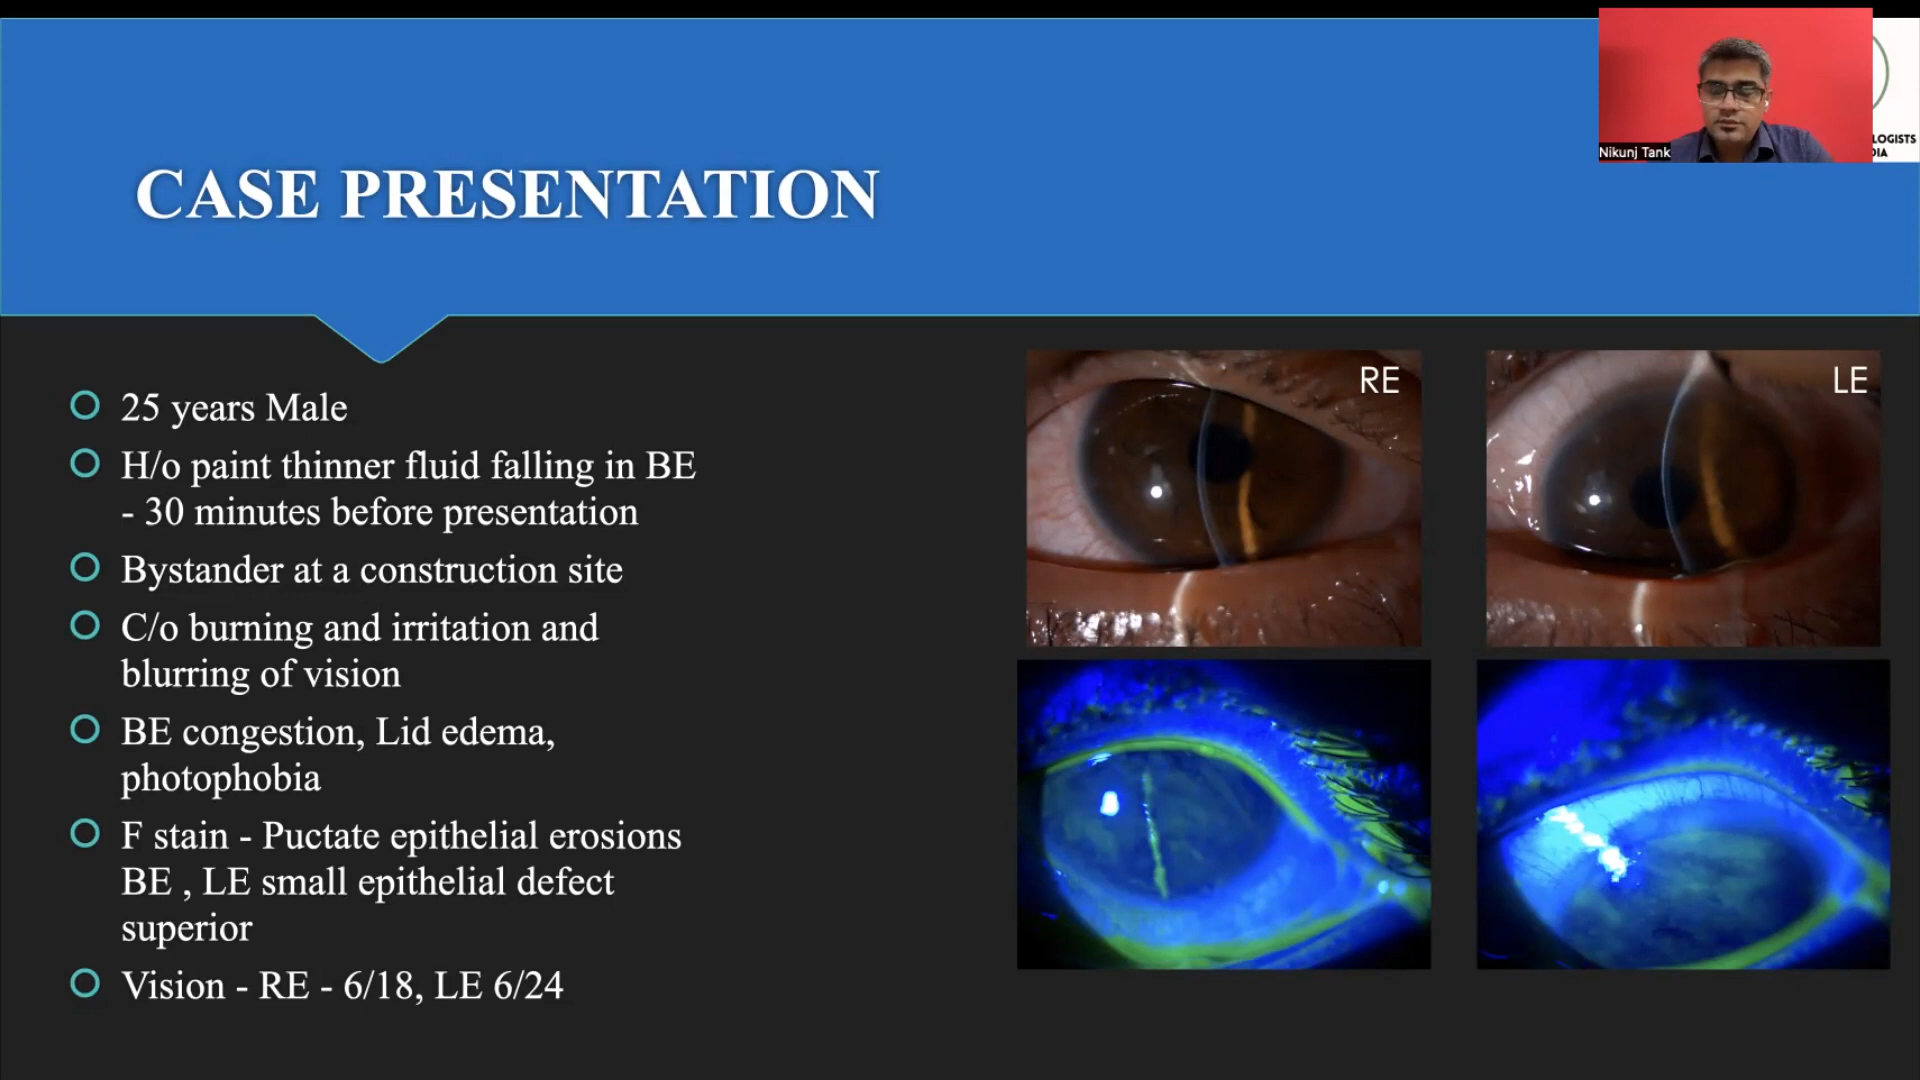 CASE PRESENTATION
Nikunj Tank
LOGISTS
25 years Male
H/o paint thinner fluid falling in BE
- 30 minutes before presentation
Bystander at a construction site
C/o burning and irritation and
blurring of vision
BE congestion, Lid edema,
photophobia
F stain - Puctate epithelial erosions
BE , LE small epithelial defect
superior
Vision - RE - 6/18, LE 6/24
RE
LE